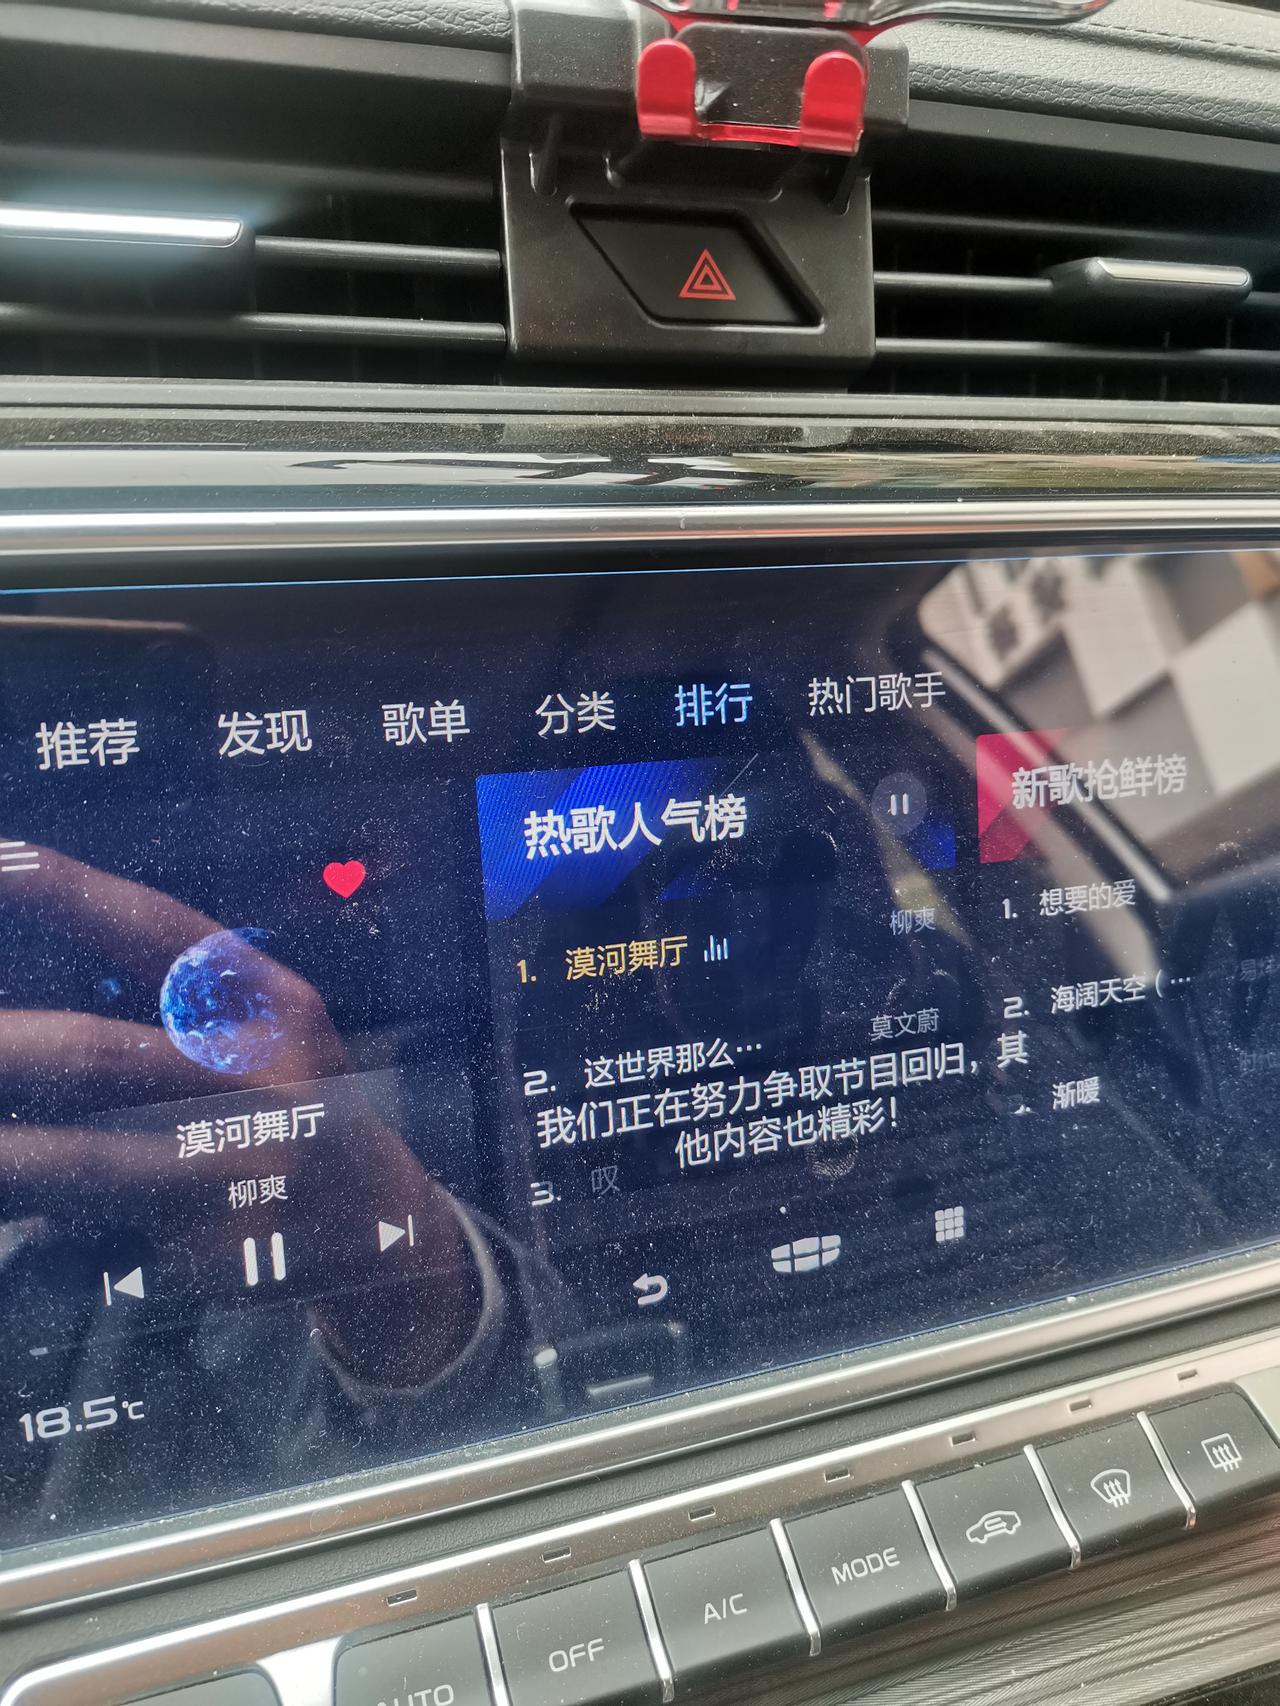 推荐 发现 歌单 分类 排行 热门歌手
热歌人气榜
新歌抢鲜榜
1. 漠河舞厅 柳爽
1. 想要的爱
2. 这世界那么… 莫文蔚
2. 海阔天空（…
我们正在努力争取节目回归，其
他内容也精彩！
渐暖
3. 叹
漠河舞厅
柳爽
18.5℃
AUTO
OFF
A/C
MODE